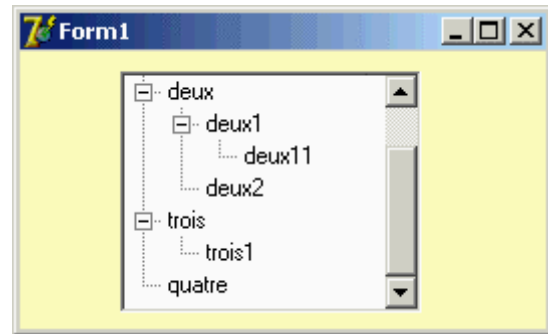 Form1
deux
deux1
deux11
deux2
trois
trois1
quatre